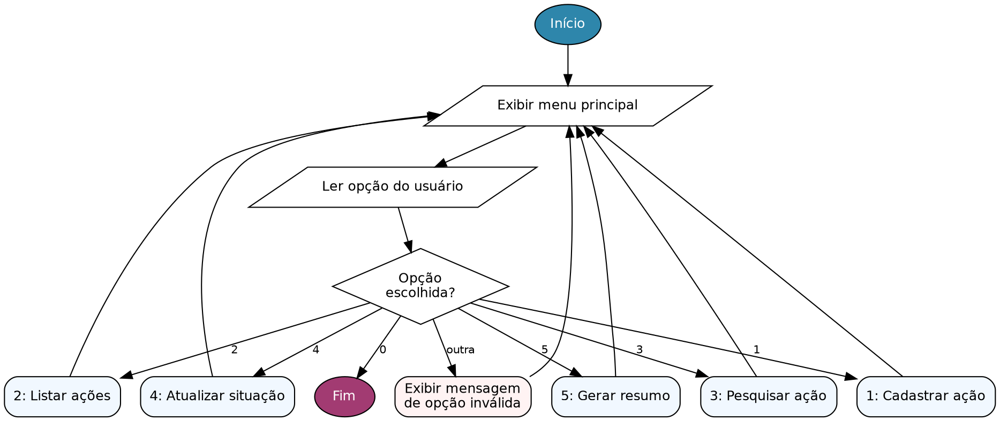 Início
Exibir menu principal
Ler opção do usuário
Opção
escolhida?
2
4
0
outra
5
3
1
2: Listar ações
4: Atualizar situação
Fim
Exibir mensagem
de opção inválida
5: Gerar resumo
3: Pesquisar ação
1: Cadastrar ação